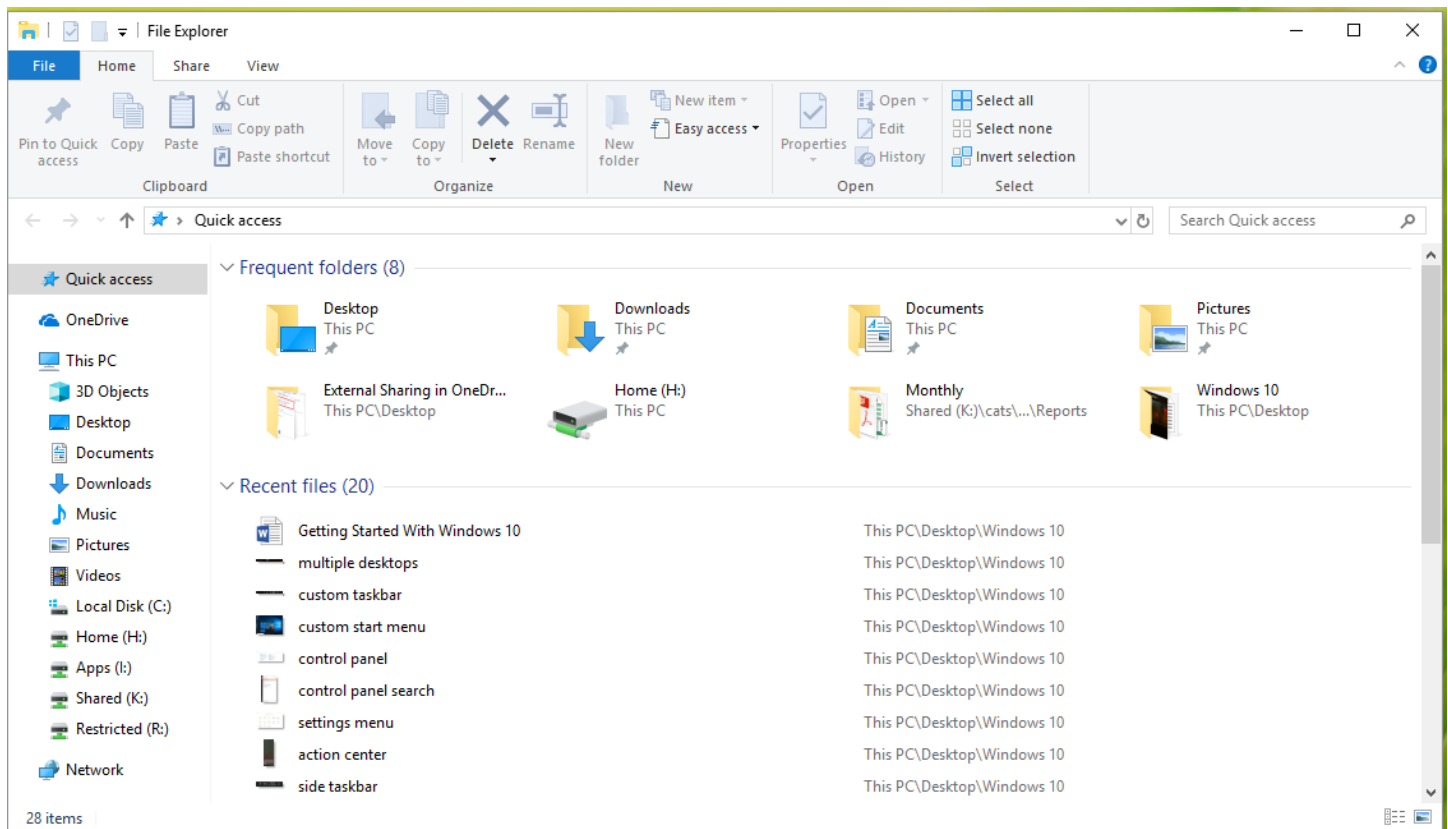 File Explorer
File Home Share View
Pin to Quick access
Copy
Paste
Cut
Copy path
Paste shortcut
Clipboard
Move to
Copy to
Delete
Rename
Organize
New folder
New item
Easy access
New
Properties
Open
Edit
History
Open
Select all
Select none
Invert selection
Select
Quick access
Search Quick access
Quick access
OneDrive
This PC
3D Objects
Desktop
Documents
Downloads
Music
Pictures
Videos
Local Disk (C:)
Home (H:)
Apps (I:)
Shared (K:)
Restricted (R:)
Network
Frequent folders (8)
Desktop
This PC
Downloads
This PC
Documents
This PC
Pictures
This PC
External Sharing in OneDr...
This PC\Desktop
Home (H:)
This PC
Monthly
Shared (K:)\cats\...\Reports
Windows 10
This PC\Desktop
Recent files (20)
Getting Started With Windows 10 This PC\Desktop\Windows 10
multiple desktops This PC\Desktop\Windows 10
custom taskbar This PC\Desktop\Windows 10
custom start menu This PC\Desktop\Windows 10
control panel This PC\Desktop\Windows 10
control panel search This PC\Desktop\Windows 10
settings menu This PC\Desktop\Windows 10
action center This PC\Desktop\Windows 10
side taskbar This PC\Desktop\Windows 10
28 items